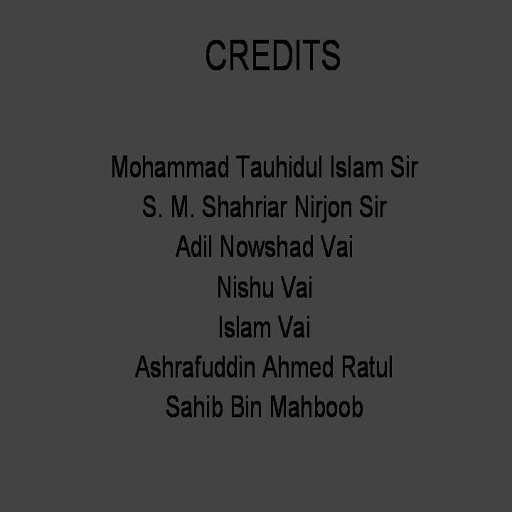 CREDITS
Mohammad Tauhidul Islam Sir
S. M. Shahriar Nirjon Sir
Adil Nowshad Vai
Nishu Vai
Islam Vai
Ashrafuddin Ahmed Ratul
Sahib Bin Mahboob